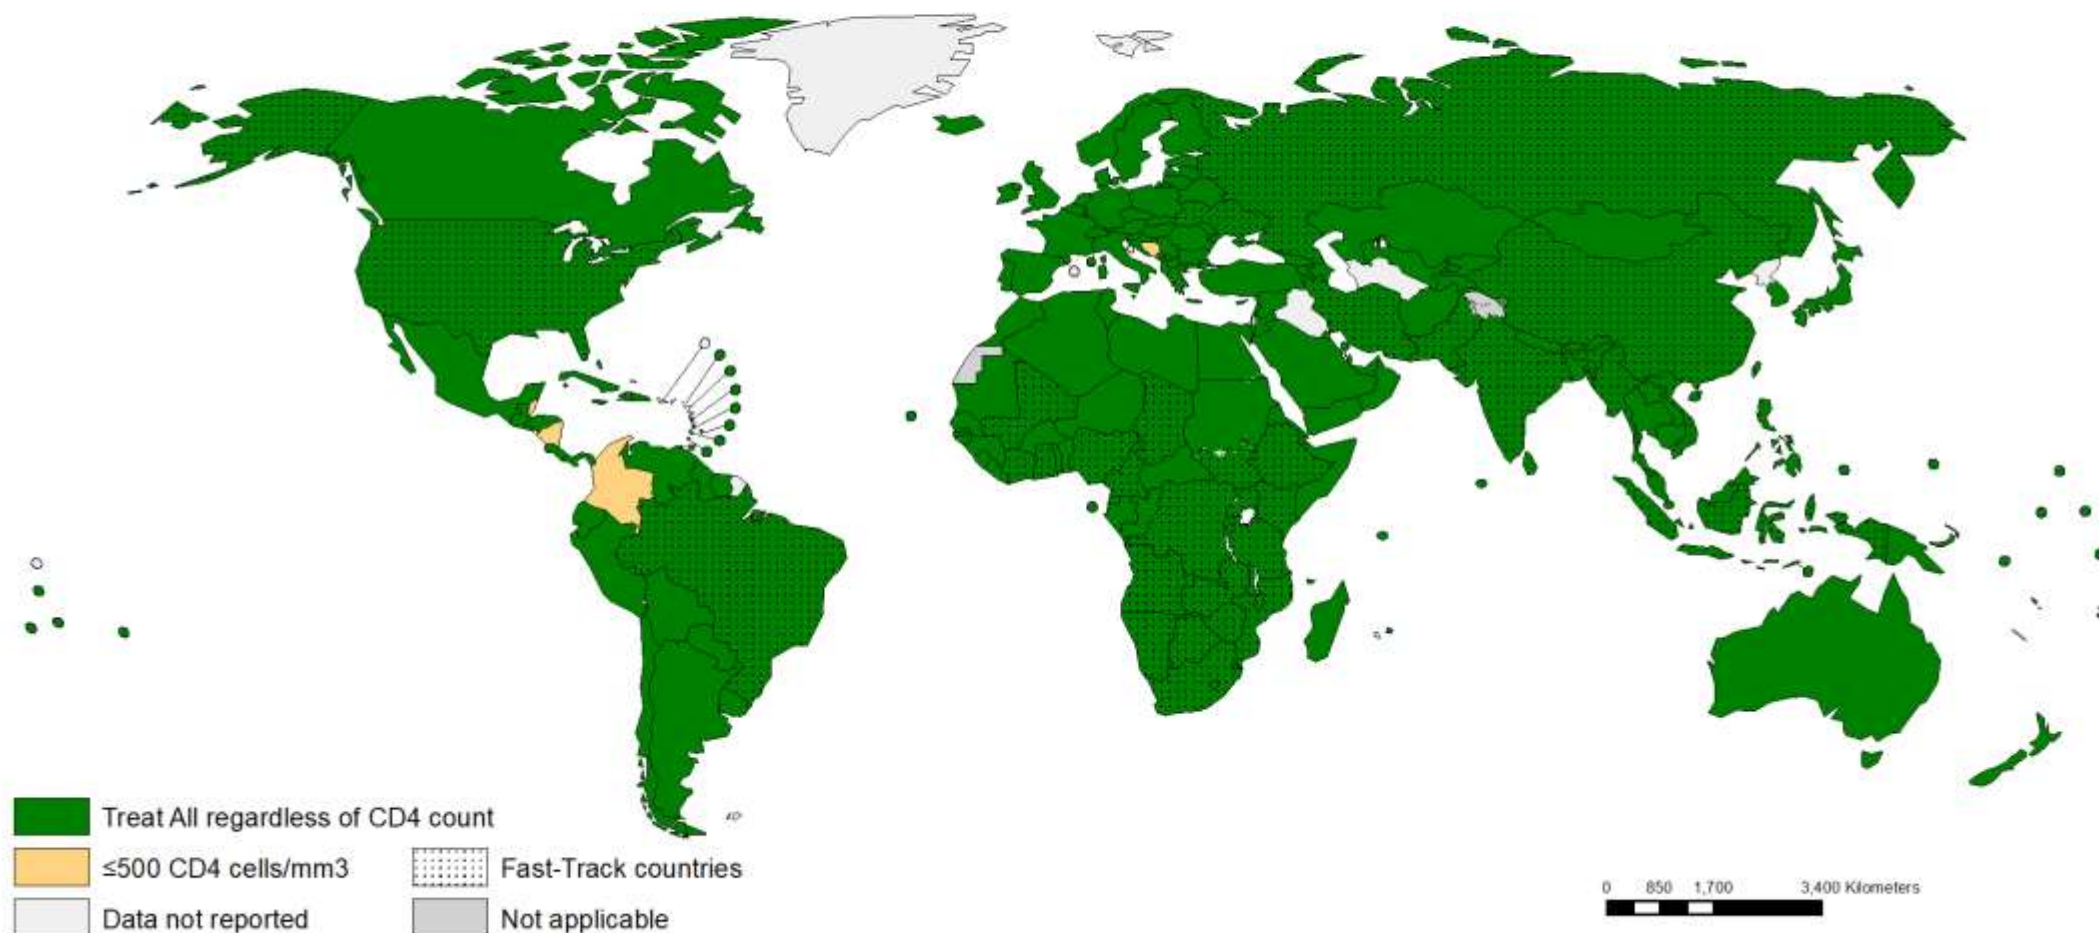 Treat All regardless of CD4 count
≤500 CD4 cells/mm3
Fast-Track countries
Data not reported
Not applicable
0 850 1,700 3,400 Kilometers